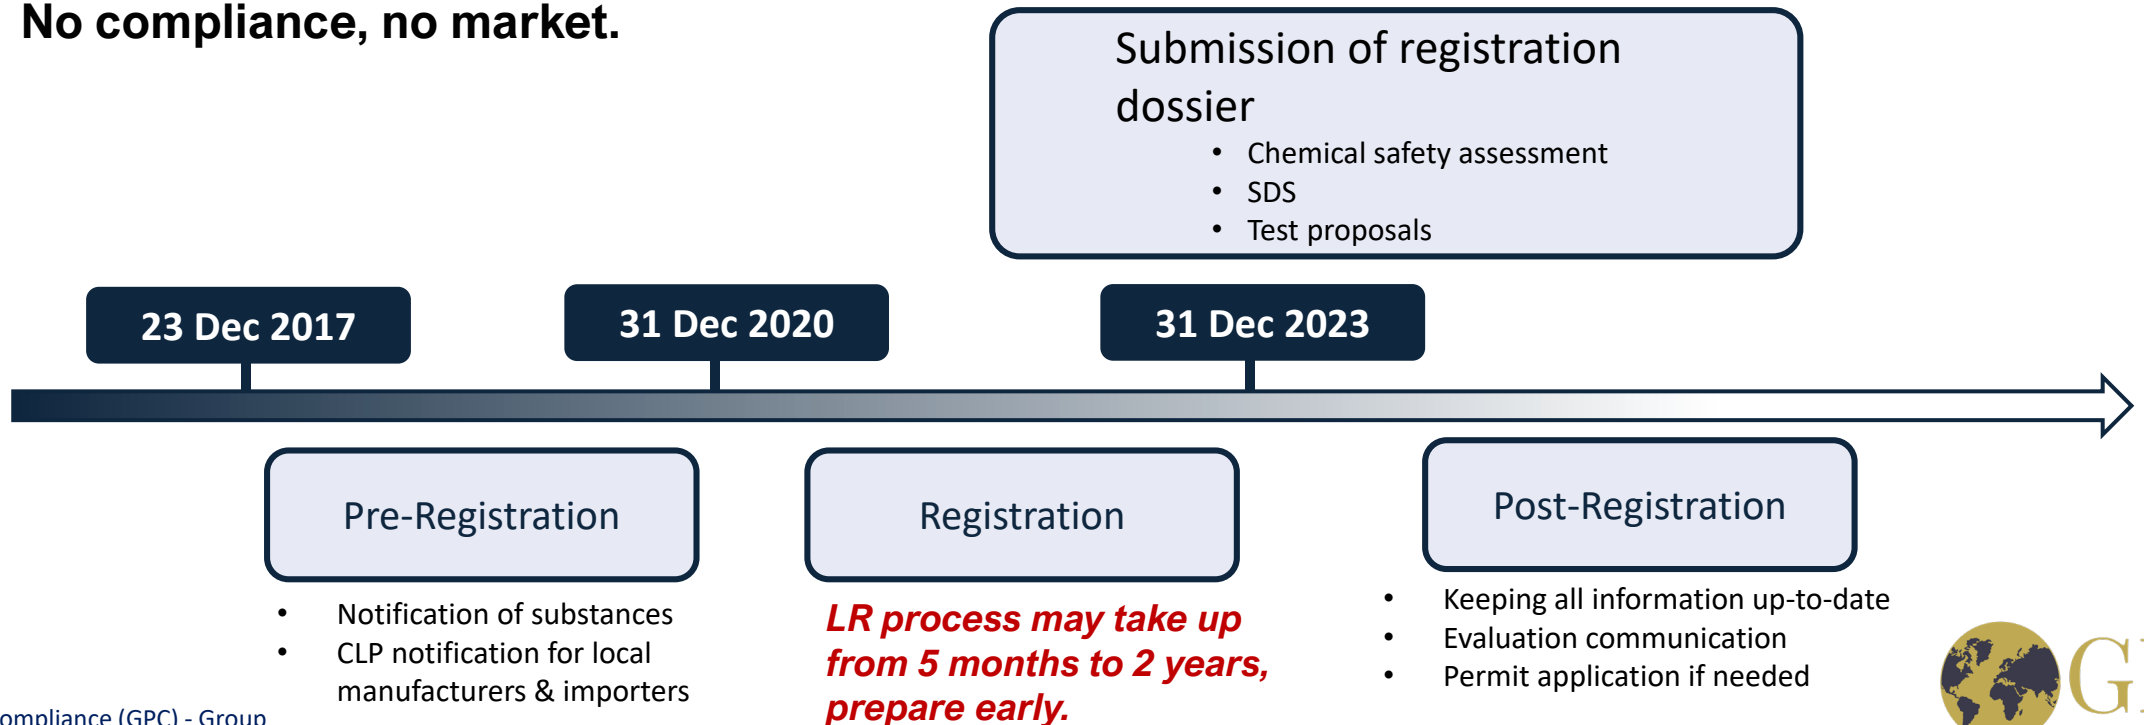 No compliance, no market.
Submission of registration
dossier
• Chemical safety assessment
• SDS
• Test proposals
23 Dec 2017
31 Dec 2020
31 Dec 2023
Pre-Registration
Registration
Post-Registration
• Notification of substances
• CLP notification for local
manufacturers & importers
LR process may take up
from 5 months to 2 years,
prepare early.
• Keeping all information up-to-date
• Evaluation communication
• Permit application if needed
ompliance (GPC) - Group
G